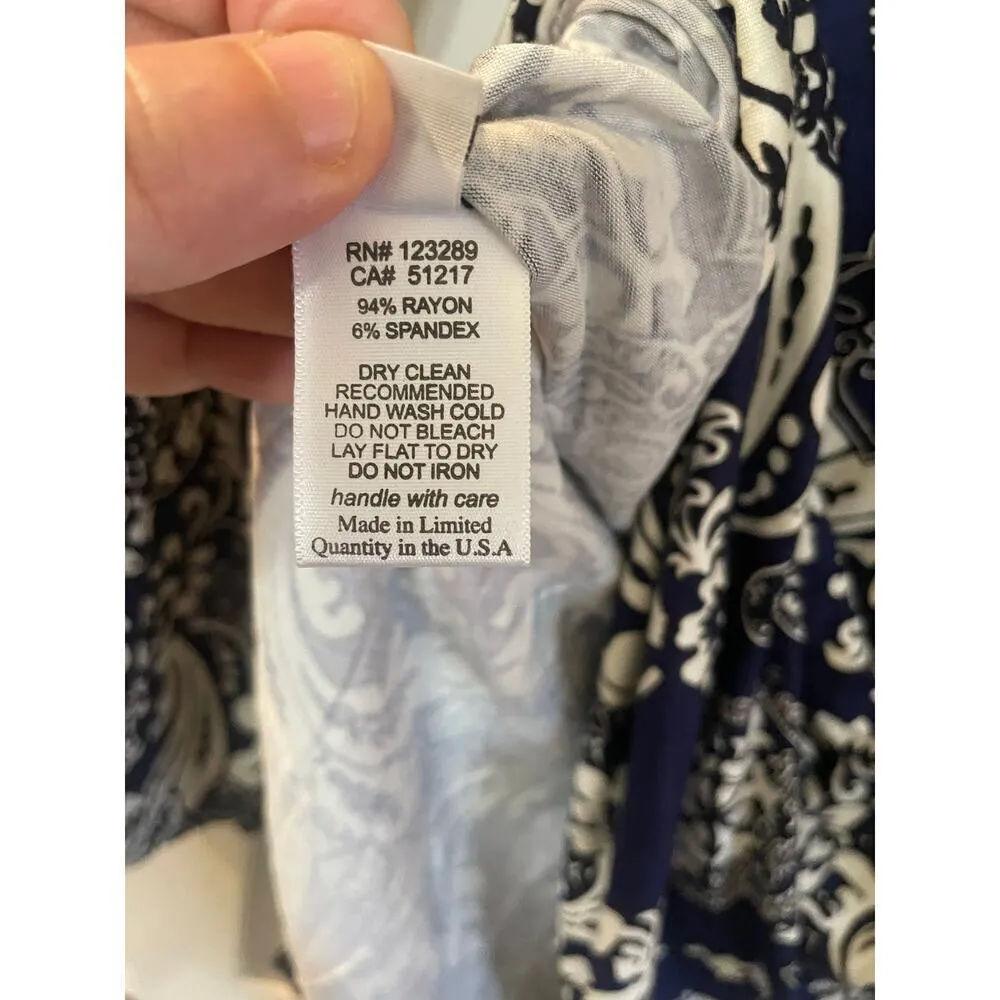 RN# 123289
CA# 51217
94% RAYON
6% SPANDEX
DRY CLEAN
RECOMMENDED
HAND WASH COLD
DO NOT BLEACH
LAY FLAT TO DRY
DO NOT IRON
handle with care
Made in Limited
Quantity in the U.S.A